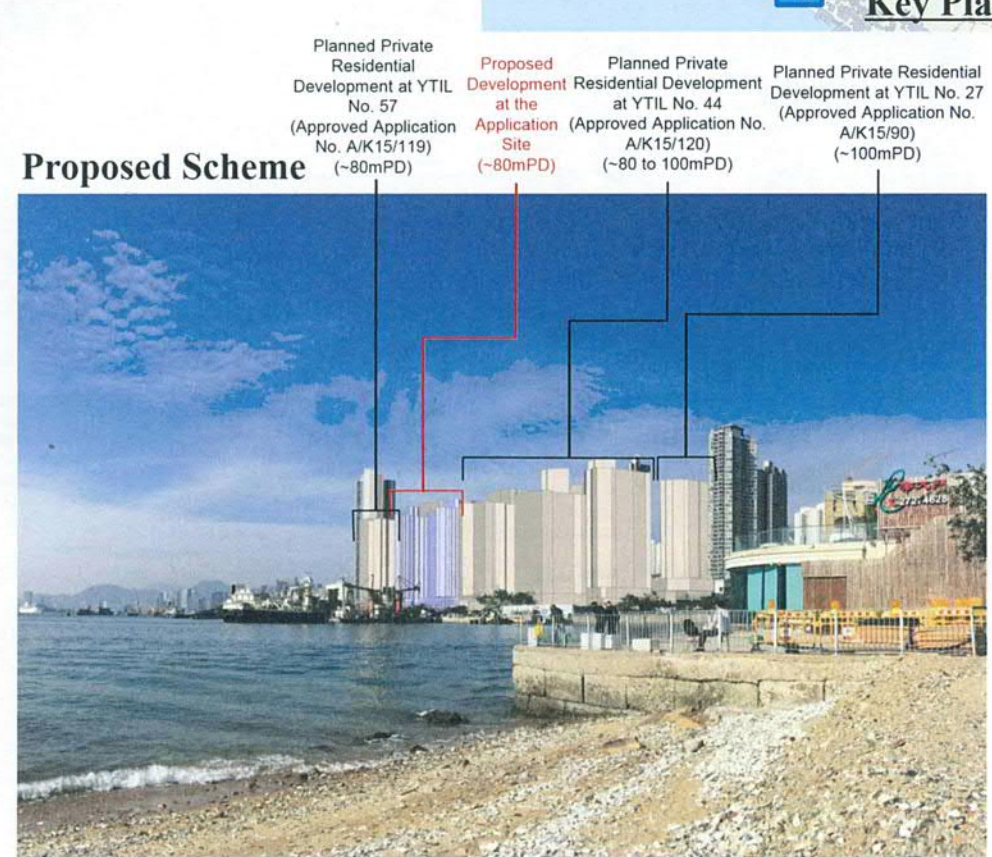 Key Pla
Planned Private
Residential
Development at YTIL
No. 57
(Approved Application
No. A/K15/119)
(~80mPD)
Proposed
Development
at the
Application
Site
(~80mPD)
Planned Private
Residential Development
at YTIL No. 44
(Approved Application No.
A/K15/120)
(~80 to 100mPD)
Planned Private Residential
Development at YTIL No. 27
(Approved Application No.
A/K15/90)
(~100mPD)
Proposed Scheme